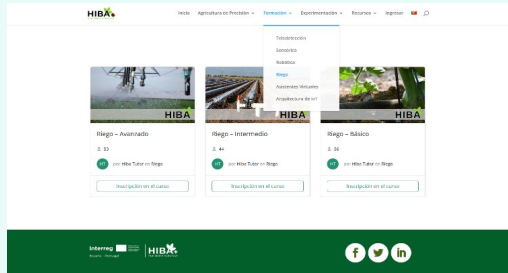 HIBA
Inicio Agricultura de Precisión Formación Experimentación Recursos Ingresar
Teledetección
Sensórica
Robótica
Riego
Asistentes Virtuales
Arquitectura de IoT
HIBA HIBA HIBA
Riego – Avanzado Riego – Intermedio Riego – Básico
53 44 56
HT por Hiba Tutor en Riego HT por Hiba Tutor en Riego HT por Hiba Tutor en Riego
Inscripción en el curso Inscripción en el curso Inscripción en el curso
Interreg HIBA
España - Portugal